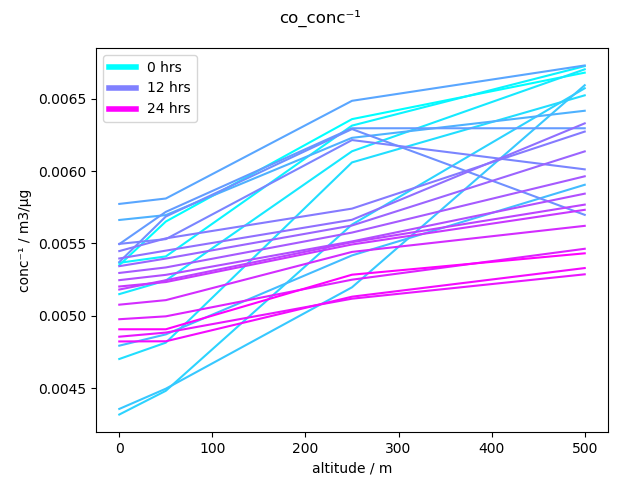 co_conc⁻¹
0 hrs
12 hrs
24 hrs
0.0065
0.0060
0.0055
0.0050
0.0045
conc⁻¹ / m3/μg
0 100 200 300 400 500
altitude / m